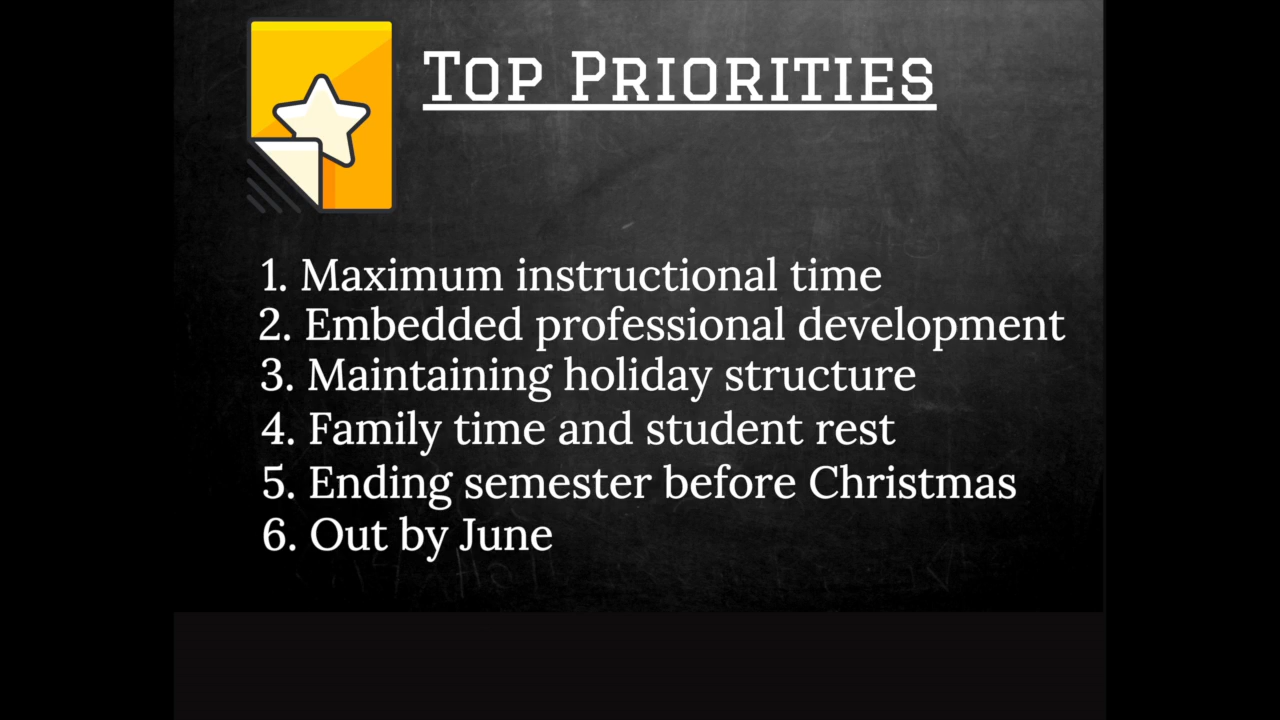 Top Priorities
1. Maximum instructional time
2. Embedded professional development
3. Maintaining holiday structure
4. Family time and student rest
5. Ending semester before Christmas
6. Out by June